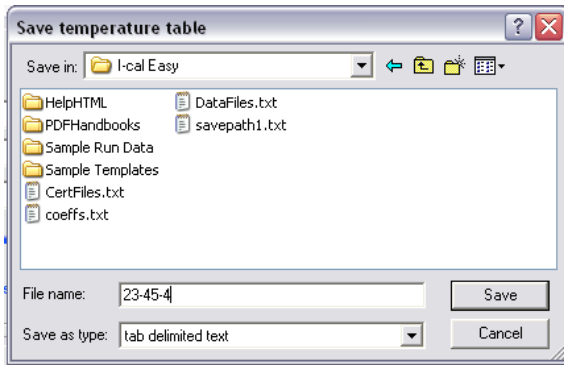 Save temperature table
Save in: I-cal Easy
HelpHTML DataFiles.txt
PDFHandbooks savepath1.txt
Sample Run Data
Sample Templates
CertFiles.txt
coeffs.txt
File name: 23-45-4 Save
Save as type: tab delimited text Cancel